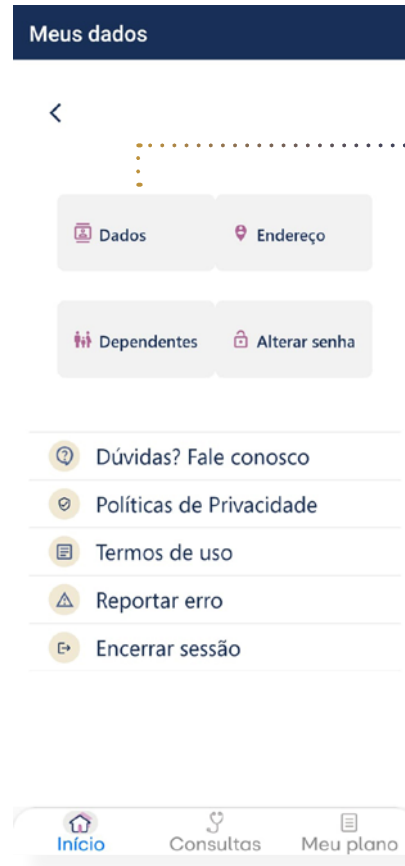 Meus dados
Dados
Endereço
Dependentes
Alterar senha
Dúvidas? Fale conosco
Políticas de Privacidade
Termos de uso
Reportar erro
Encerrar sessão
Início
Consultas
Meu plano